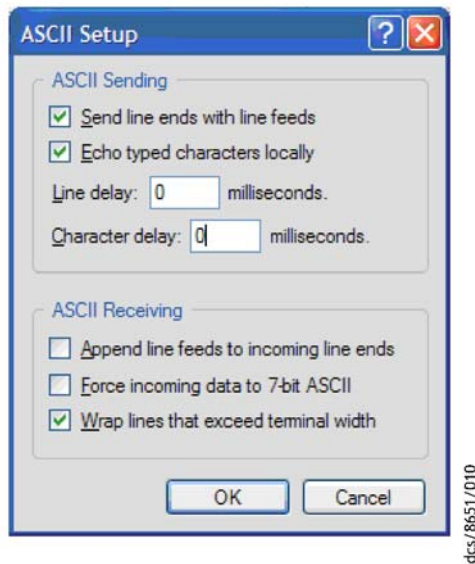 ASCII Setup
ASCII Sending
Send line ends with line feeds
Echo typed characters locally
Line delay: 0 milliseconds.
Character delay: 0 milliseconds.
ASCII Receiving
Append line feeds to incoming line ends
Force incoming data to 7-bit ASCII
Wrap lines that exceed terminal width
OK Cancel
dcs/8651/010